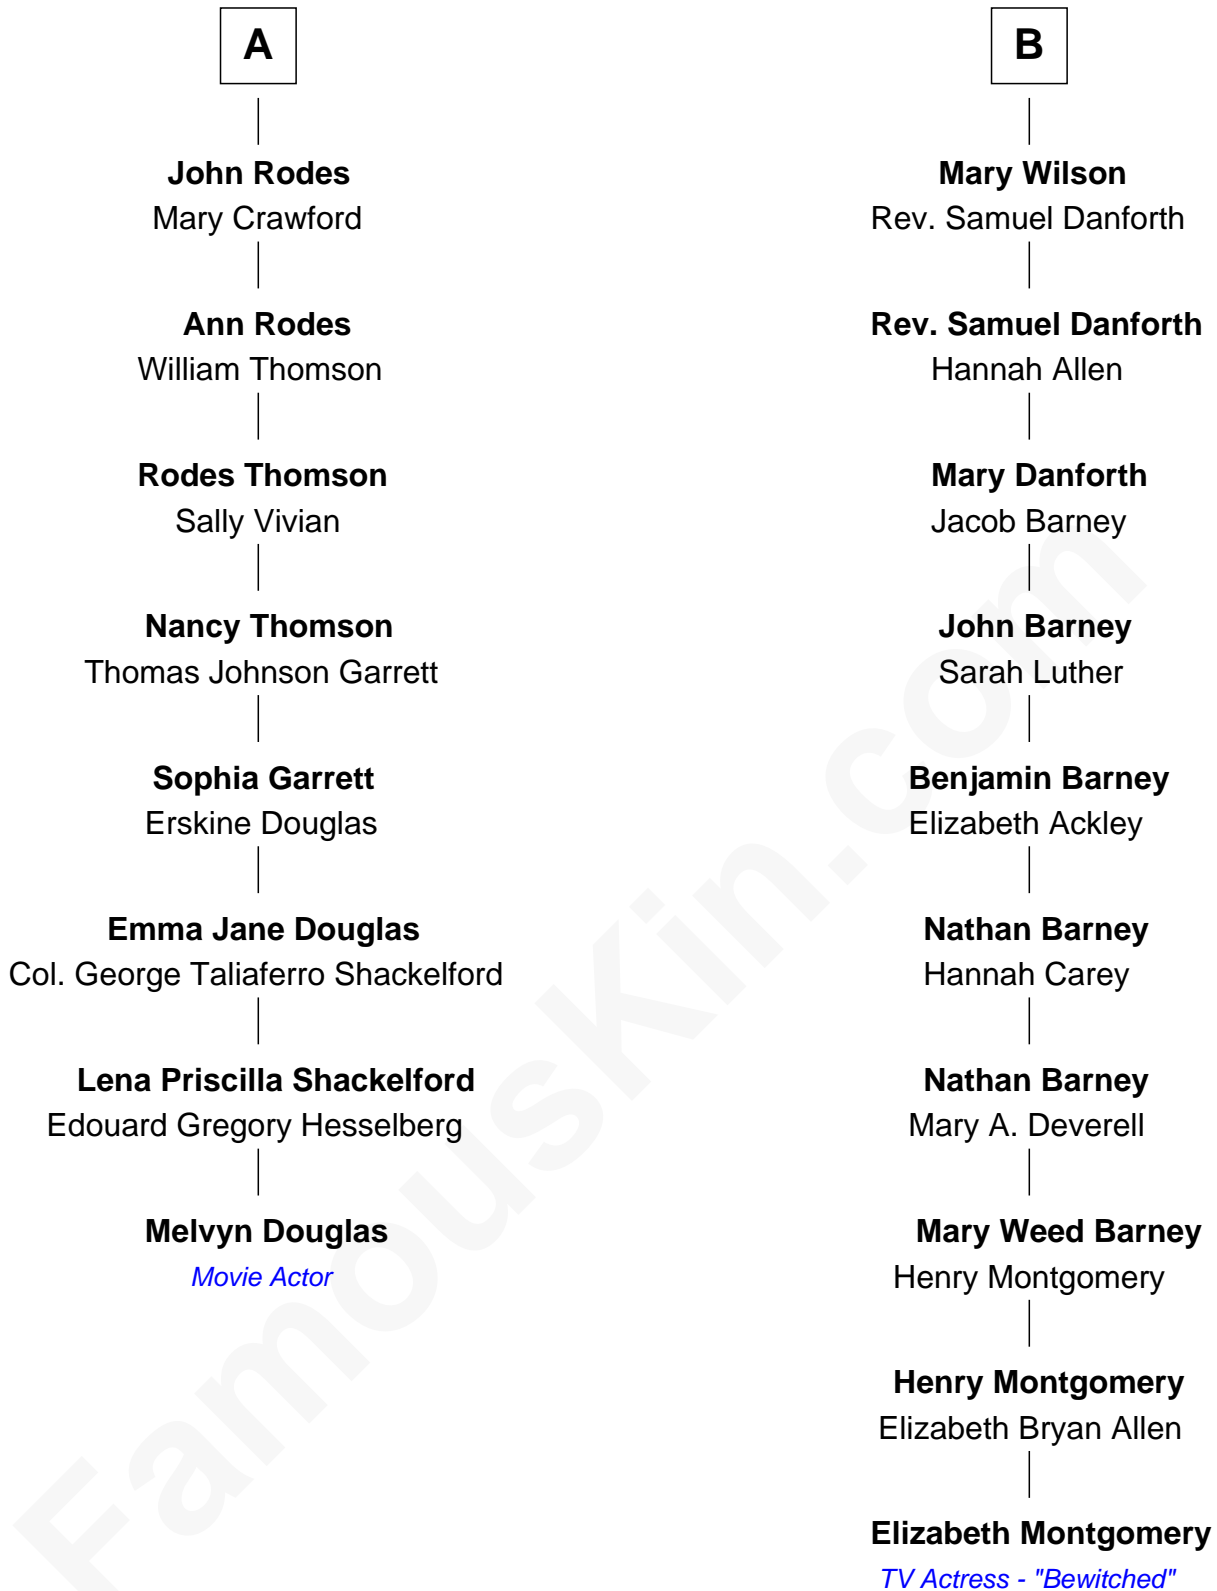 A
John Rodes
Mary Crawford
Ann Rodes
William Thomson
Rodes Thomson
Sally Vivian
Nancy Thomson
Thomas Johnson Garrett
Sophia Garrett
Erskine Douglas
Emma Jane Douglas
Col. George Taliaferro Shackelford
Lena Priscilla Shackelford
Edouard Gregory Hesselberg
Melvyn Douglas
Movie Actor
B
Mary Wilson
Rev. Samuel Danforth
Rev. Samuel Danforth
Hannah Allen
Mary Danforth
Jacob Barney
John Barney
Sarah Luther
Benjamin Barney
Elizabeth Ackley
Nathan Barney
Hannah Carey
Nathan Barney
Mary A. Deverell
Mary Weed Barney
Henry Montgomery
Henry Montgomery
Elizabeth Bryan Allen
Elizabeth Montgomery
TV Actress - "Bewitched"
FamousKin.com